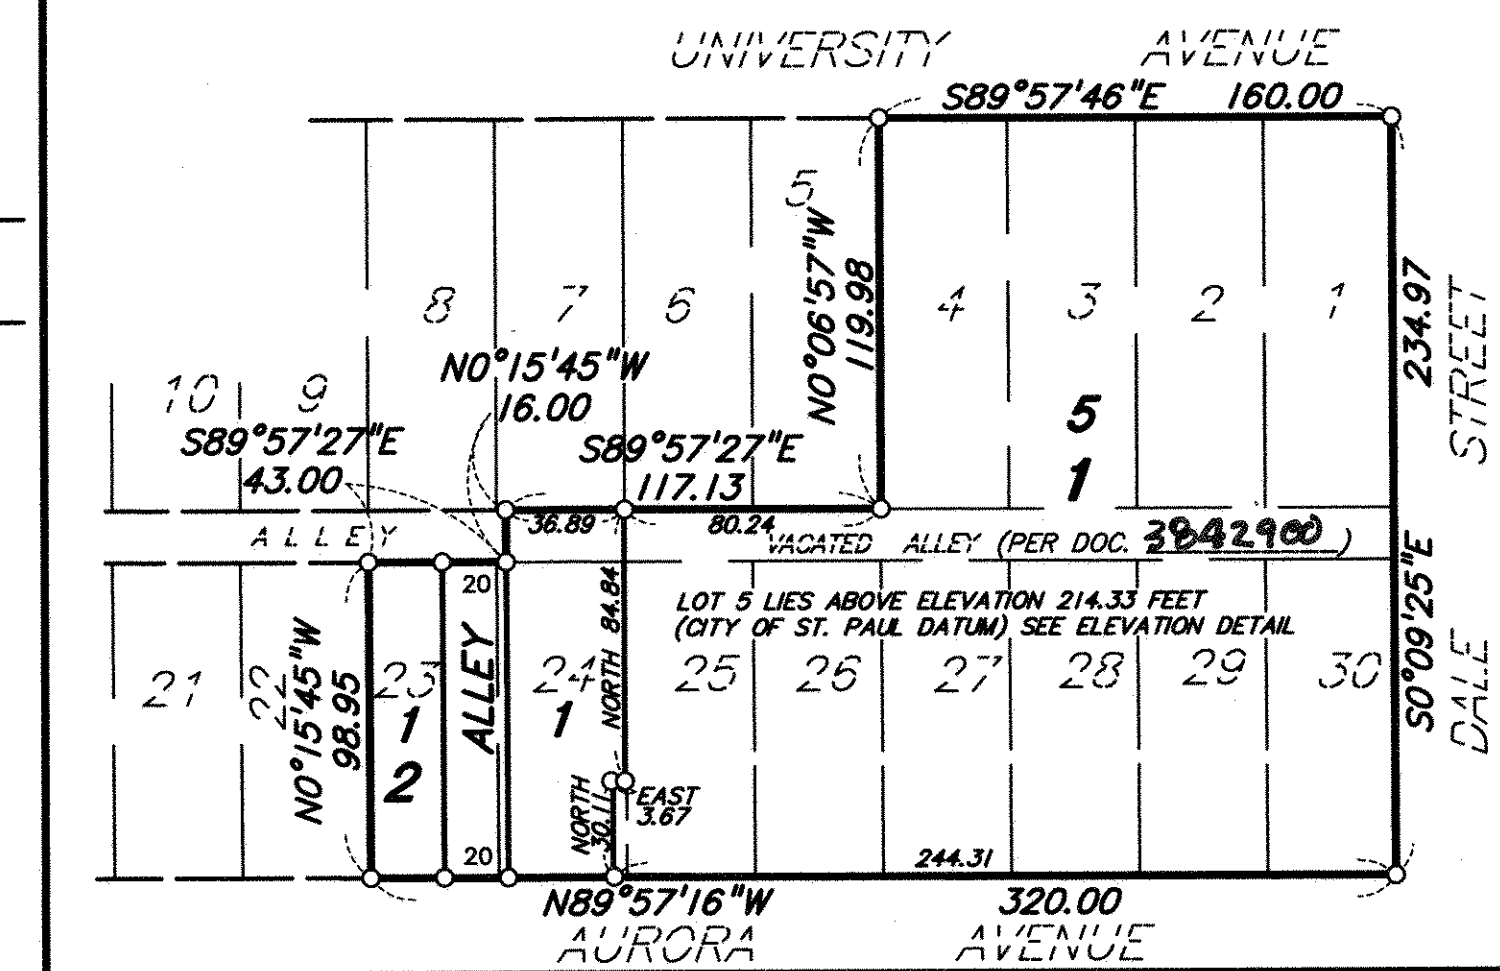 UNIVERSITY AVENUE
S89°57'46"E 160.00
5
N0°06'57"W
119.98
8 7 6 4 3 2 1
234.97
STREET
N0°15'45"W
16.00
10 9
S89°57'27"E
43.00
S89°57'27"E
117.13
5
1
36.89 80.24
ALLEY
VACATED ALLEY (PER DOC. 3842900)
S0°09'25"E
DALE
20
NORTH 84.84
LOT 5 LIES ABOVE ELEVATION 214.33 FEET
(CITY OF ST. PAUL DATUM) SEE ELEVATION DETAIL
21 22 23 24 25 26 27 28 29 30
N0°15'45"W
98.95
1
2
ALLEY
1
NORTH
30.11
EAST
3.67
20
244.31
N89°57'16"W 320.00
AURORA AVENUE